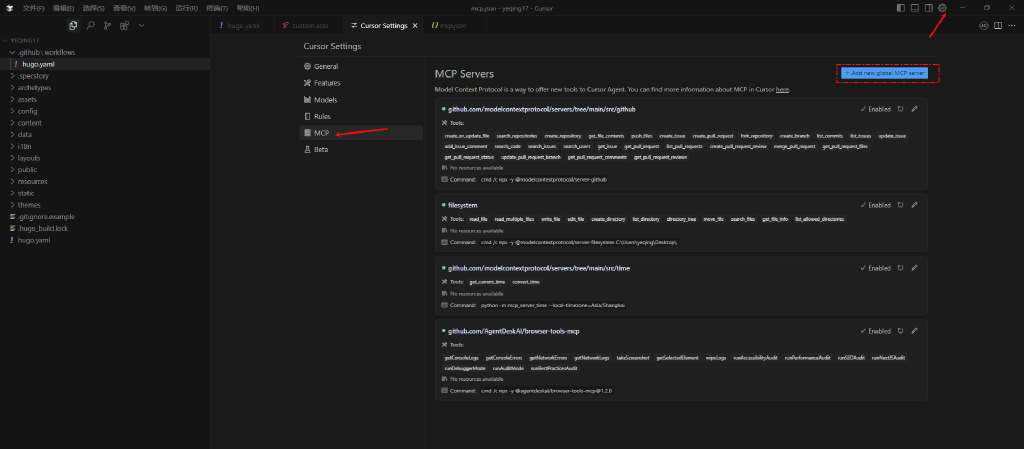 文件(F) 编辑(E) 选择(S) 查看(V) 转到(G) 运行(R) 终端(T) 帮助(H)
mcp.json - yeqing17 - Cursor
! hugo.yaml
custom.scss
Cursor Settings
{} mcp.json
YEQING17
.github\workflows
! hugo.yaml
.specstory
archetypes
assets
config
content
data
i18n
layouts
public
resources
static
themes
.gitignore.example
.hugo_build.lock
! hugo.yaml
Cursor Settings
General
Features
Models
Rules
MCP
Beta
MCP Servers
+ Add new global MCP server
Model Context Protocol is a way to offer new tools to Cursor Agent. You can find more information about MCP in Cursor here.
github.com/modelcontextprotocol/servers/tree/main/src/github
Enabled
Tools:
create_or_update_file search_repositories create_repository get_file_contents push_files create_issue create_pull_request fork_repository create_branch list_commits list_issues update_issue
add_issue_comment search_code search_issues search_users get_issue get_pull_request list_pull_requests create_pull_request_review merge_pull_request get_pull_request_files
get_pull_request_status update_pull_request_branch get_pull_request_comments get_pull_request_reviews
No resources available
Command: cmd /c npx -y @modelcontextprotocol/server-github
filesystem
Enabled
Tools: read_file read_multiple_files write_file edit_file create_directory list_directory directory_tree move_file search_files get_file_info list_allowed_directories
No resources available
Command: cmd /c npx -y @modelcontextprotocol/server-filesystem C:\Users\yeqing\Desktop\
github.com/modelcontextprotocol/servers/tree/main/src/time
Enabled
Tools: get_current_time convert_time
No resources available
Command: python -m mcp_server_time --local-timezone=Asia/Shanghai
github.com/AgentDeskAI/browser-tools-mcp
Enabled
Tools:
getConsoleLogs getConsoleErrors getNetworkErrors getNetworkLogs takeScreenshot getSelectedElement wipeLogs runAccessibilityAudit runPerformanceAudit runSEOAudit runNextJSAudit
runDebuggerMode runAuditMode runBestPracticesAudit
No resources available
Command: cmd /c npx -y @agentdeskai/browser-tools-mcp@1.2.0